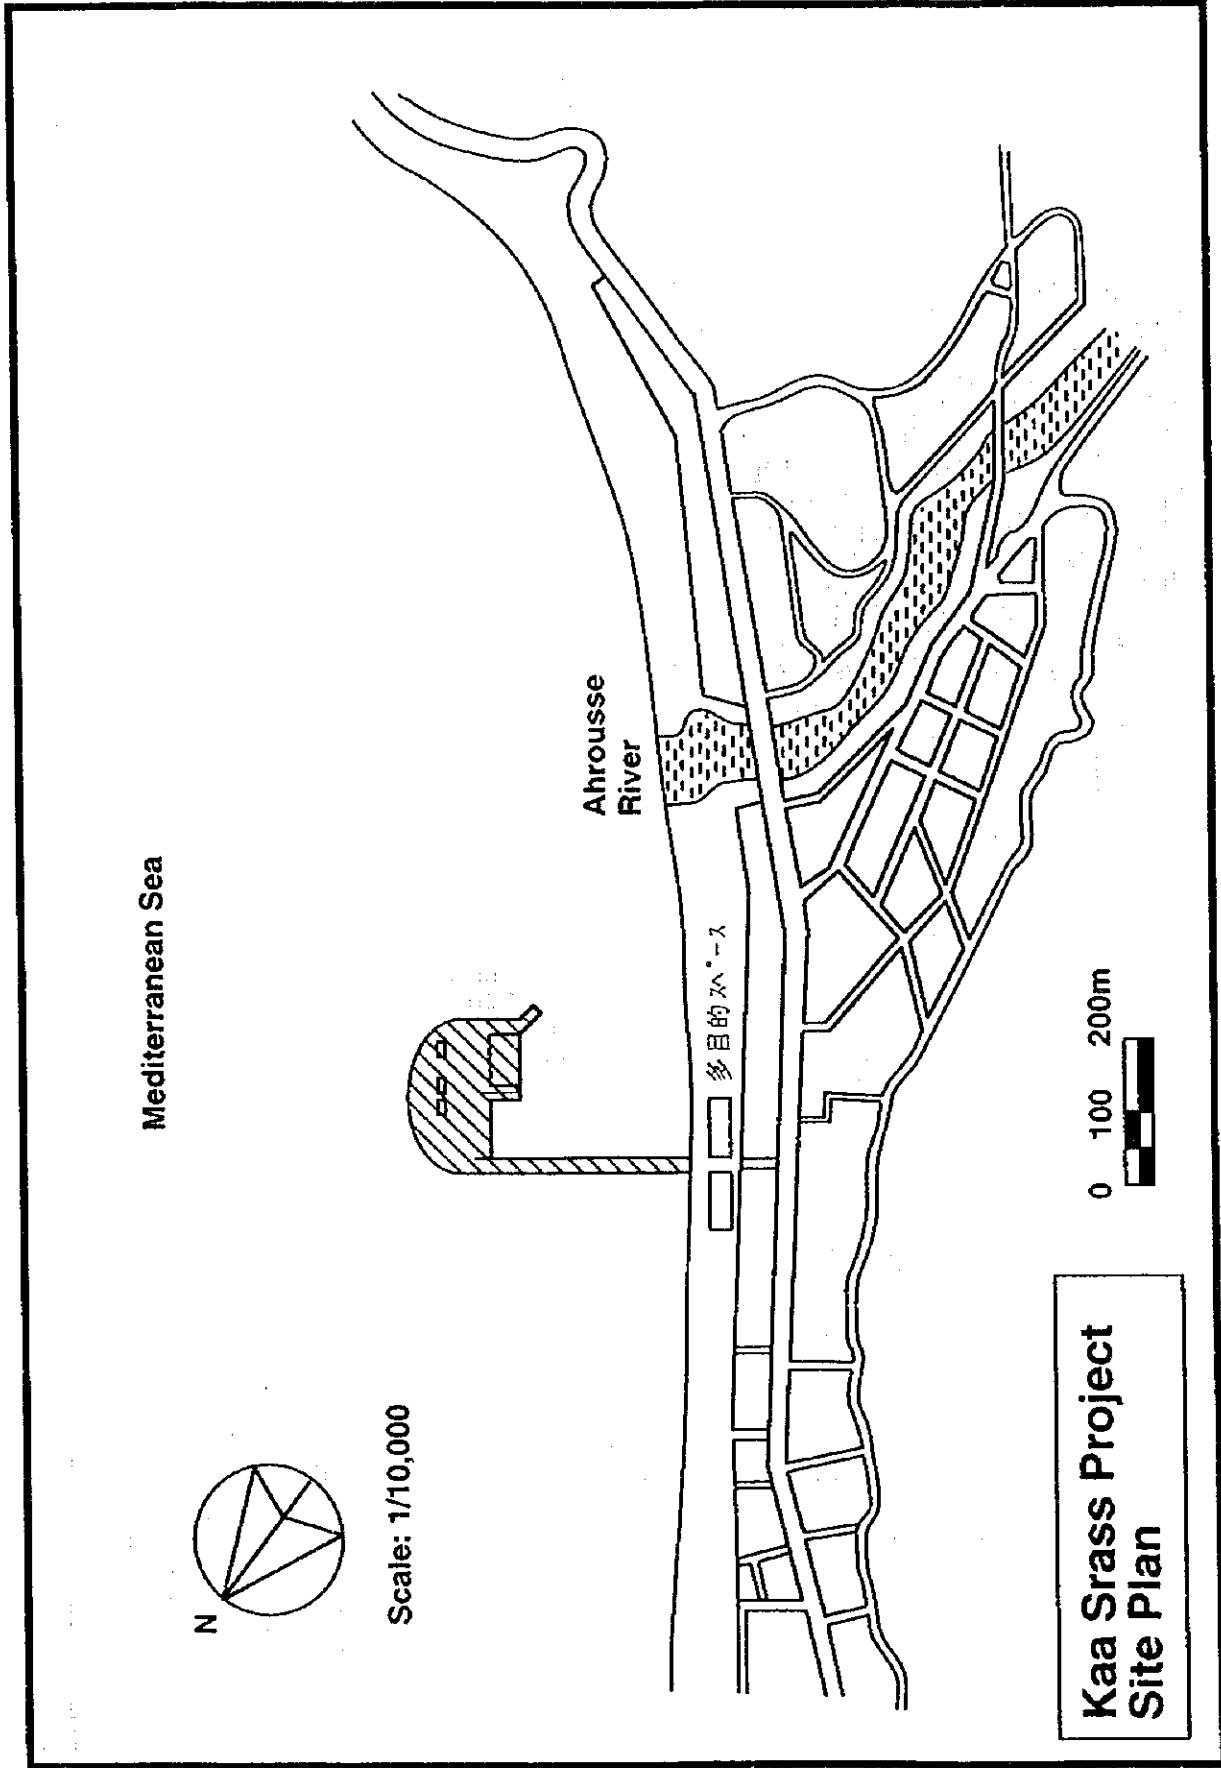 Mediterranean Sea
N
Scale: 1/10,000
Ahrousse
River
多目的スペース
0 100 200m
Kaa Srass Project
Site Plan